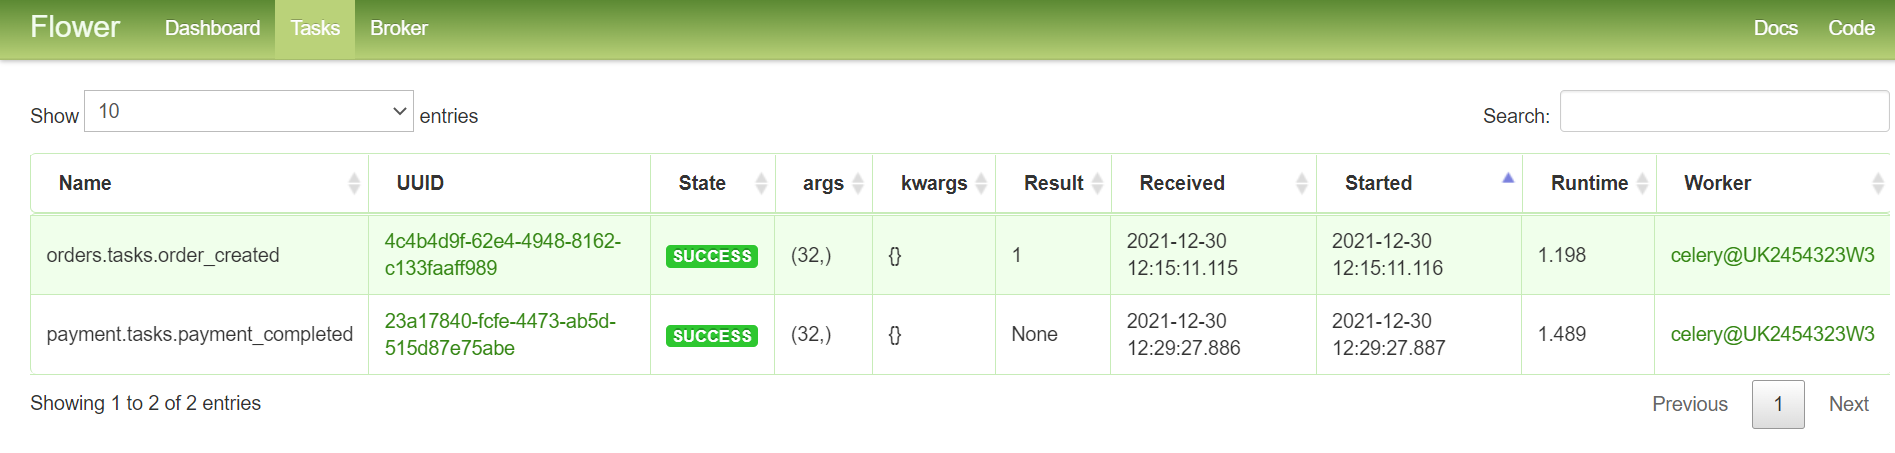 Flower Dashboard Tasks Broker Docs Code
Show 10 entries Search:
Name UUID State args kwargs Result Received Started Runtime Worker
orders.tasks.order_created 4c4b4d9f-62e4-4948-8162-c133faaff989 SUCCESS (32,) {} 1 2021-12-30 12:15:11.115 2021-12-30 12:15:11.116 1.198 celery@UK2454323W3
payment.tasks.payment_completed 23a17840-fcfe-4473-ab5d-515d87e75abe SUCCESS (32,) {} None 2021-12-30 12:29:27.886 2021-12-30 12:29:27.887 1.489 celery@UK2454323W3
Showing 1 to 2 of 2 entries Previous 1 Next